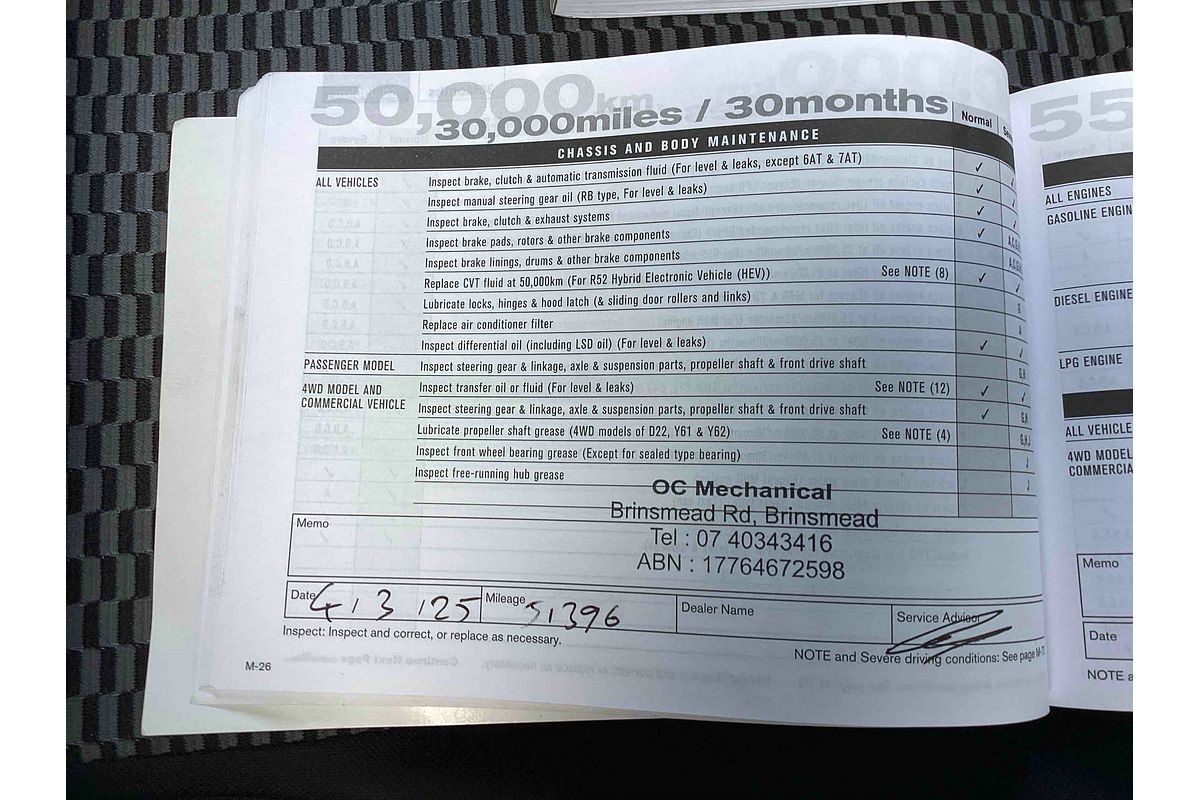 50,000km
30,000miles / 30months
Normal
CHASSIS AND BODY MAINTENANCE
ALL VEHICLES
Inspect brake, clutch & automatic transmission fluid (For level & leaks, except 6AT & 7AT) ✓
Inspect manual steering gear oil (RB type, For level & leaks) ✓
Inspect brake, clutch & exhaust systems ✓
Inspect brake pads, rotors & other brake components ✓
Inspect brake linings, drums & other brake components
Replace CVT fluid at 50,000km (For R52 Hybrid Electronic Vehicle (HEV)) See NOTE (8) ✓
Lubricate locks, hinges & hood latch (& sliding door rollers and links)
Replace air conditioner filter
Inspect differential oil (including LSD oil) (For level & leaks) ✓
PASSENGER MODEL Inspect steering gear & linkage, axle & suspension parts, propeller shaft & front drive shaft
4WD MODEL AND
COMMERCIAL VEHICLE
Inspect transfer oil or fluid (For level & leaks) See NOTE (12) ✓
Inspect steering gear & linkage, axle & suspension parts, propeller shaft & front drive shaft ✓
Lubricate propeller shaft grease (4WD models of D22, Y61 & Y62) See NOTE (4)
Inspect front wheel bearing grease (Except for sealed type bearing)
Inspect free-running hub grease
OC Mechanical
Brinsmead Rd, Brinsmead
Tel : 07 40343416
ABN : 17764672598
Memo
Date 4 / 3 / 25 Mileage 51396 Dealer Name Service Advisor
Inspect: Inspect and correct, or replace as necessary.
NOTE and Severe driving conditions: See page
M-26
55
ALL ENGINES
GASOLINE ENGIN
DIESEL ENGINE
LPG ENGINE
ALL VEHICLE
4WD MODEL
COMMERCIA
Memo
Date
NOTE a